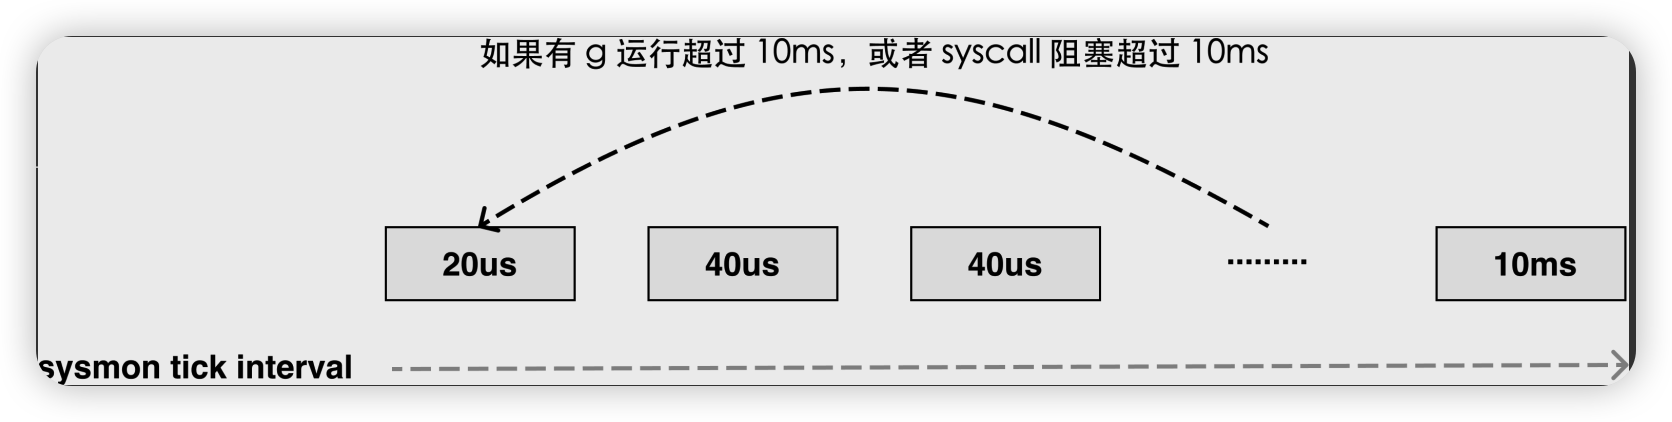 如果有 g 运行超过 10ms，或者 syscall 阻塞超过 10ms
20us 40us 40us ......... 10ms
sysmon tick interval